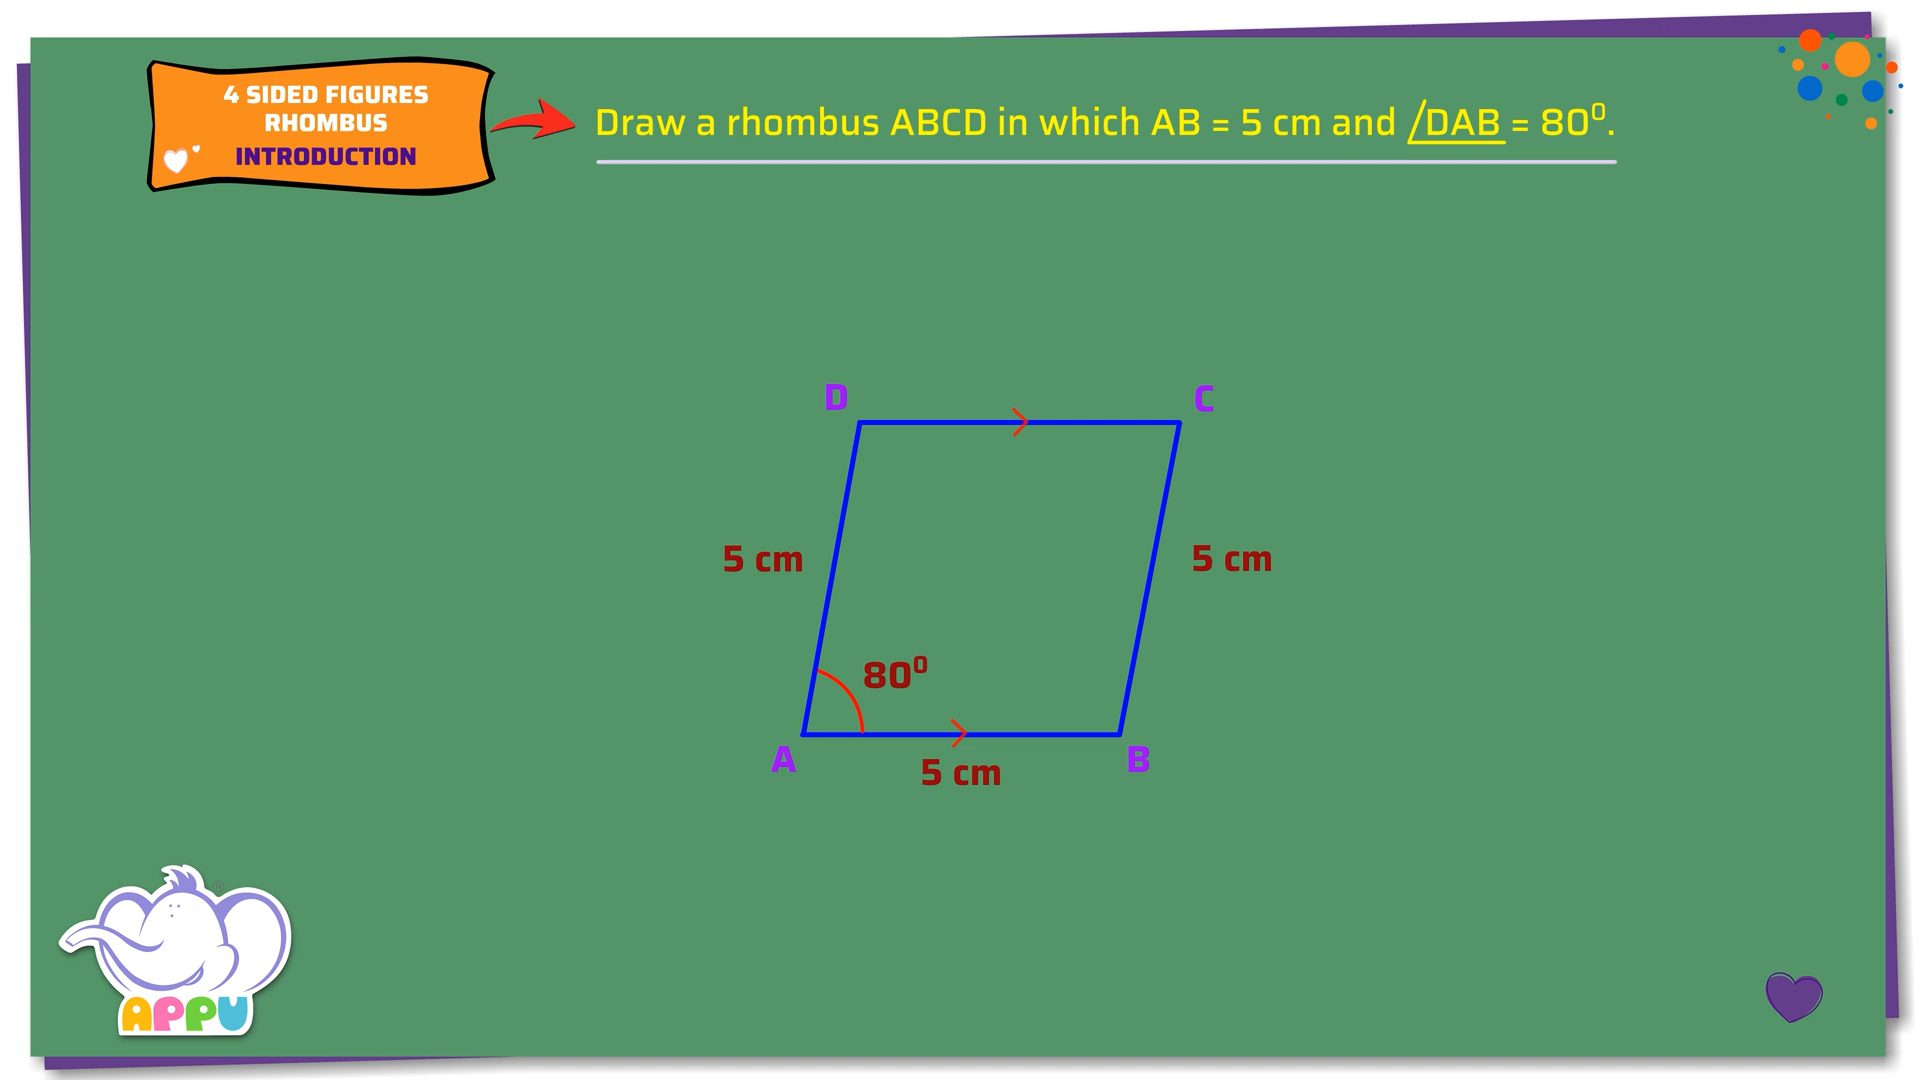 4 SIDED FIGURES
RHOMBUS
INTRODUCTION
Draw a rhombus ABCD in which AB = 5 cm and ∠DAB = 80⁰.
D
C
5 cm
5 cm
80⁰
A
B
5 cm
®
APPU